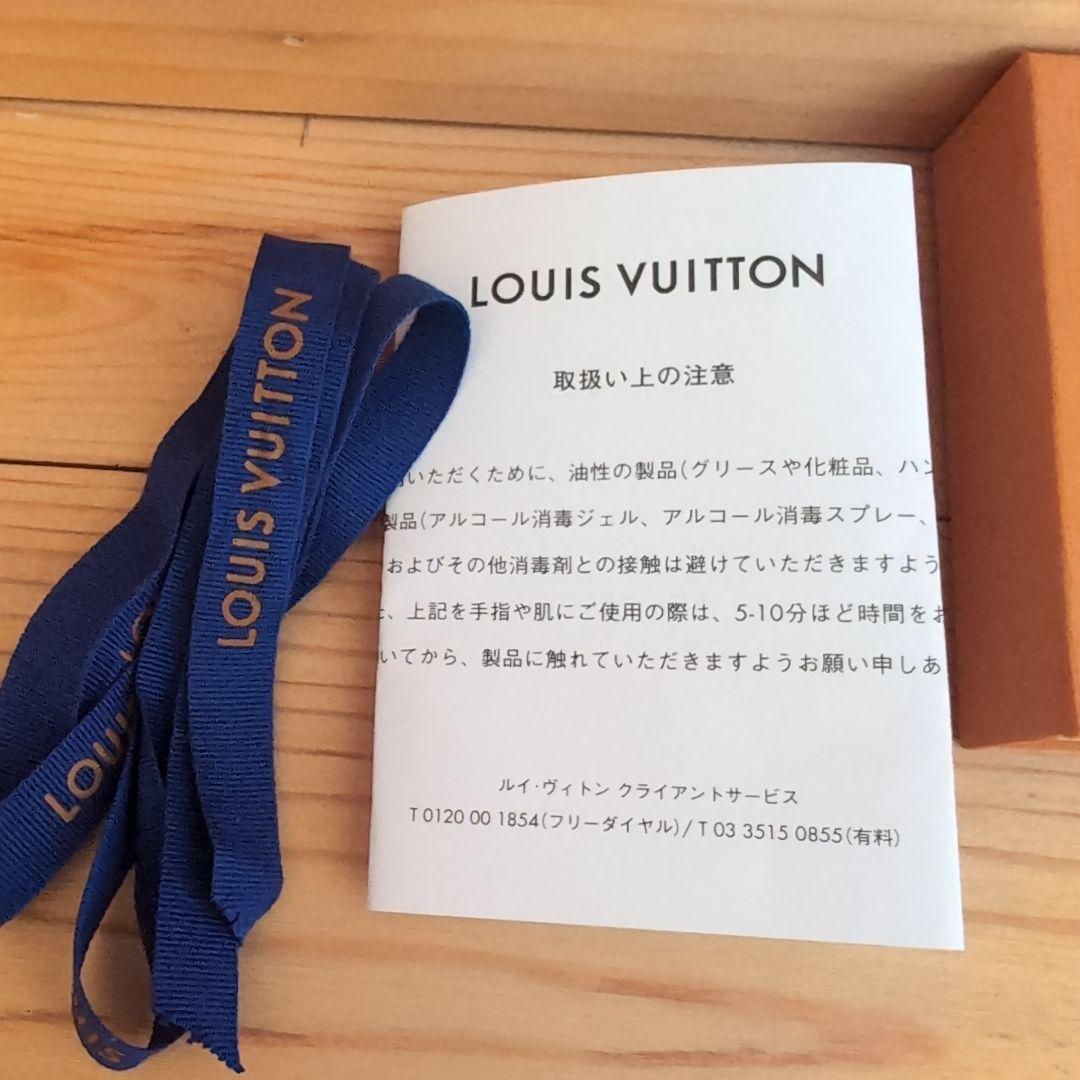 LOUIS VUITTON
取扱い上の注意
いただくために、油性の製品(グリースや化粧品、ハン
製品(アルコール消毒ジェル、アルコール消毒スプレー、
およびその他消毒剤との接触は避けていただきますよう
、上記を手指や肌にご使用の際は、5-10分ほど時間をお
いてから、製品に触れていただきますようお願い申しあ
ルイ・ヴィトン クライアントサービス
T 0120 00 1854(フリーダイヤル)/ T 03 3515 0855(有料)
LOUIS VUITTON
LOUIS